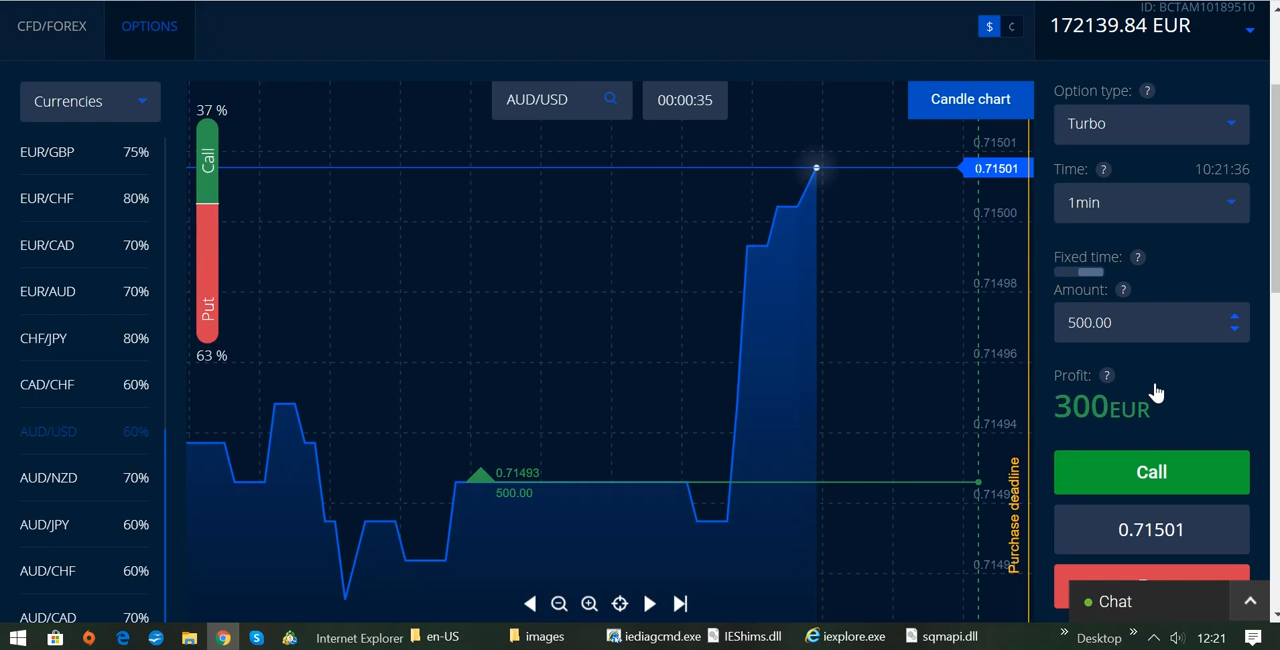 CFD/FOREX
OPTIONS
$
¢
ID: BCTAM10189510
172139.84 EUR
Currencies
37 %
AUD/USD
00:00:35
Candle chart
Option type: ?
Turbo
EUR/GBP 75%
Call
0.71501
0.71501
Time: ? 10:21:36
1min
EUR/CHF 80%
0.71500
EUR/CAD 70%
Fixed time: ?
EUR/AUD 70%
0.71498
Amount: ?
500.00
Put
63 %
CHF/JPY 80%
0.71496
CAD/CHF 60%
Profit: ?
300EUR
AUD/USD 60%
0.71494
AUD/NZD 70%
0.71493
500.00
Call
Purchase deadline
AUD/JPY 60%
0.71501
AUD/CHF 60%
AUD/CAD 70%
Chat
Internet Explorer
en-US
images
iediagcmd.exe
IEShims.dll
iexplore.exe
sqmapi.dll
»
Desktop
»
12:21